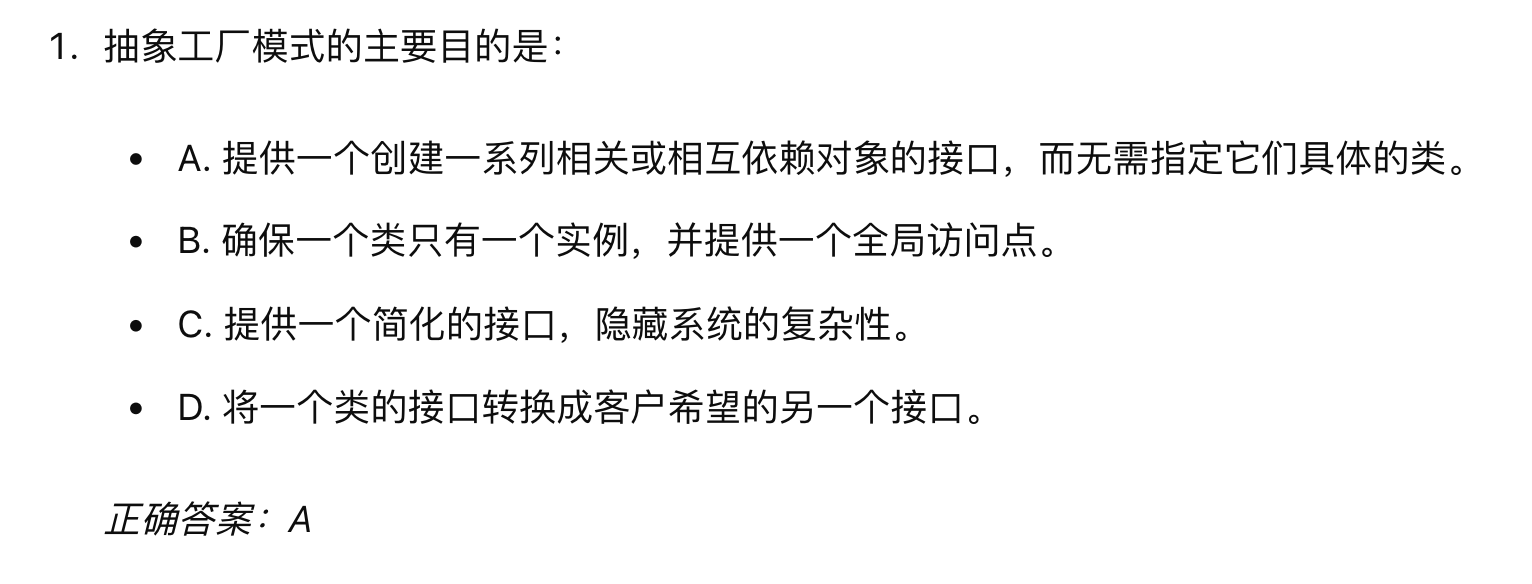 1. 抽象工厂模式的主要目的是：
• A. 提供一个创建一系列相关或相互依赖对象的接口，而无需指定它们具体的类。
• B. 确保一个类只有一个实例，并提供一个全局访问点。
• C. 提供一个简化的接口，隐藏系统的复杂性。
• D. 将一个类的接口转换成客户希望的另一个接口。
正确答案：A